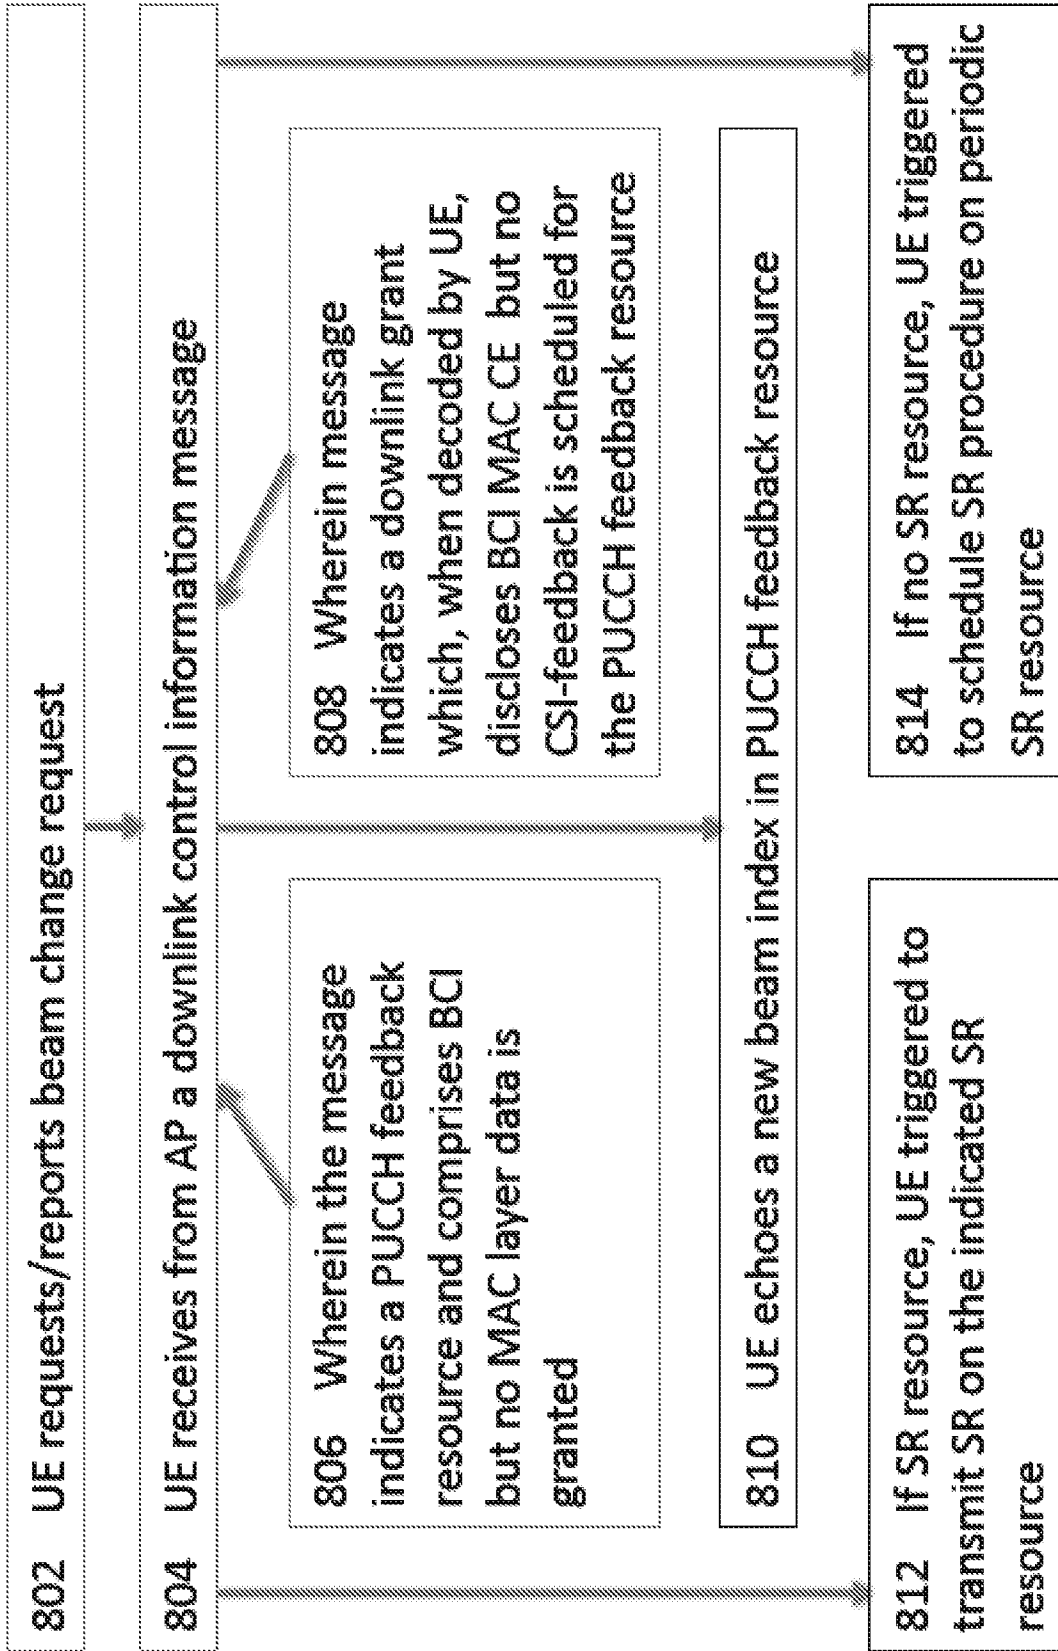 802 UE requests/reports beam change request
804 UE receives from AP a downlink control information message
806 Wherein the message
indicates a PUCCH feedback
resource and comprises BCI
but no MAC layer data is
granted
808 Wherein message
indicates a downlink grant
which, when decoded by UE,
discloses BCI MAC CE but no
CSI-feedback is scheduled for
the PUCCH feedback resource
810 UE echoes a new beam index in PUCCH feedback resource
812 If SR resource, UE triggered to
transmit SR on the indicated SR
resource
814 If no SR resource, UE triggered
to schedule SR procedure on periodic
SR resource